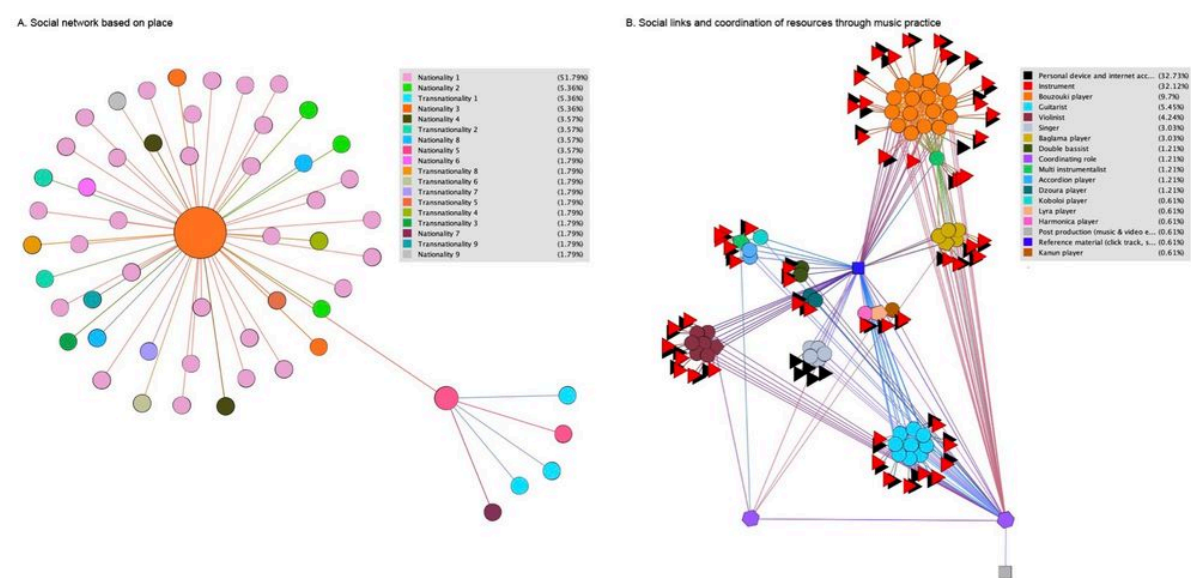 A. Social network based on place
Nationality 1 (51.79%)
Nationality 2 (5.36%)
Transnationality 1 (5.36%)
Nationality 3 (5.36%)
Nationality 4 (3.57%)
Transnationality 2 (3.57%)
Nationality 8 (3.57%)
Nationality 5 (3.57%)
Nationality 6 (1.79%)
Transnationality 8 (1.79%)
Transnationality 6 (1.79%)
Transnationality 7 (1.79%)
Transnationality 5 (1.79%)
Transnationality 4 (1.79%)
Transnationality 3 (1.79%)
Nationality 7 (1.79%)
Transnationality 9 (1.79%)
Nationality 9 (1.79%)
B. Social links and coordination of resources through music practice
Personal device and internet acc... (32.73%)
Instrument (32.12%)
Bouzouki player (9.7%)
Guitarist (5.45%)
Violinist (4.24%)
Singer (3.03%)
Baglama player (3.03%)
Double bassist (1.21%)
Coordinating role (1.21%)
Multi instrumentalist (1.21%)
Accordion player (1.21%)
Dzoura player (1.21%)
Koboloi player (0.61%)
Lyra player (0.61%)
Harmonica player (0.61%)
Post production (music & video e... (0.61%)
Reference material (click track, s... (0.61%)
Kanun player (0.61%)